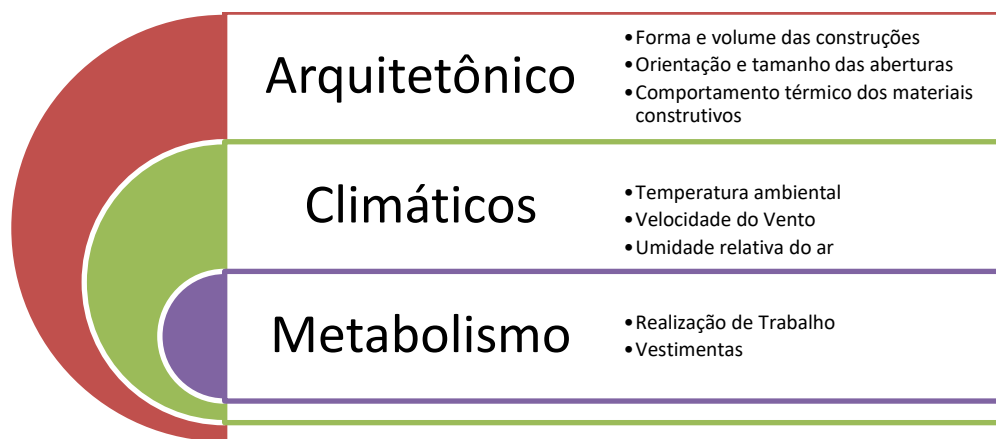 Arquitetônico
•Forma e volume das construções
•Orientação e tamanho das aberturas
•Comportamento térmico dos materiais
construtivos
Climáticos
•Temperatura ambiental
•Velocidade do Vento
•Umidade relativa do ar
Metabolismo
•Realização de Trabalho
•Vestimentas